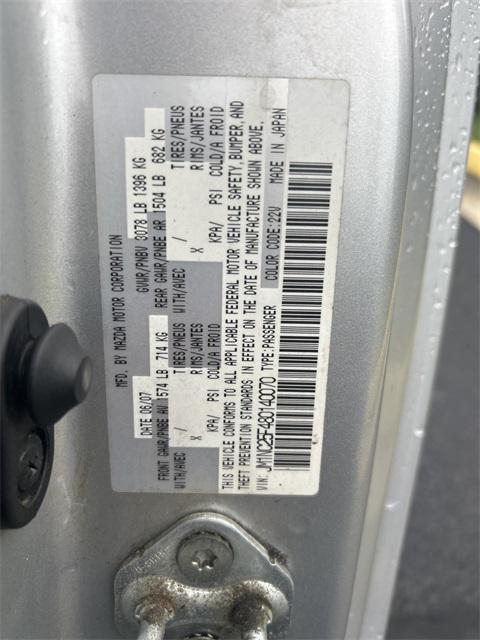 MFD. BY MAZDA MOTOR CORPORATION
DATE 06/07 GVWR/PNBV 3078 LB 1396 KG
FRONT GAWR/PNBE AV 1574 LB 714 KG REAR GAWR/PNBE AR 1504 LB 682 KG
WITH/AVEC / TIRES/PNEUS WITH/AVEC / TIRES/PNEUS
X RIMS/JANTES X RIMS/JANTES
KPA/ PSI COLD/A FROID KPA/ PSI COLD/A FROID
THIS VEHICLE CONFORMS TO ALL APPLICABLE FEDERAL MOTOR VEHICLE SAFETY, BUMPER, AND
THEFT PREVENTION STANDARDS IN EFFECT ON THE DATE OF MANUFACTURE SHOWN ABOVE.
VIN: JM1NC25F480140070 TYPE:PASSENGER COLOR CODE:22V MADE IN JAPAN